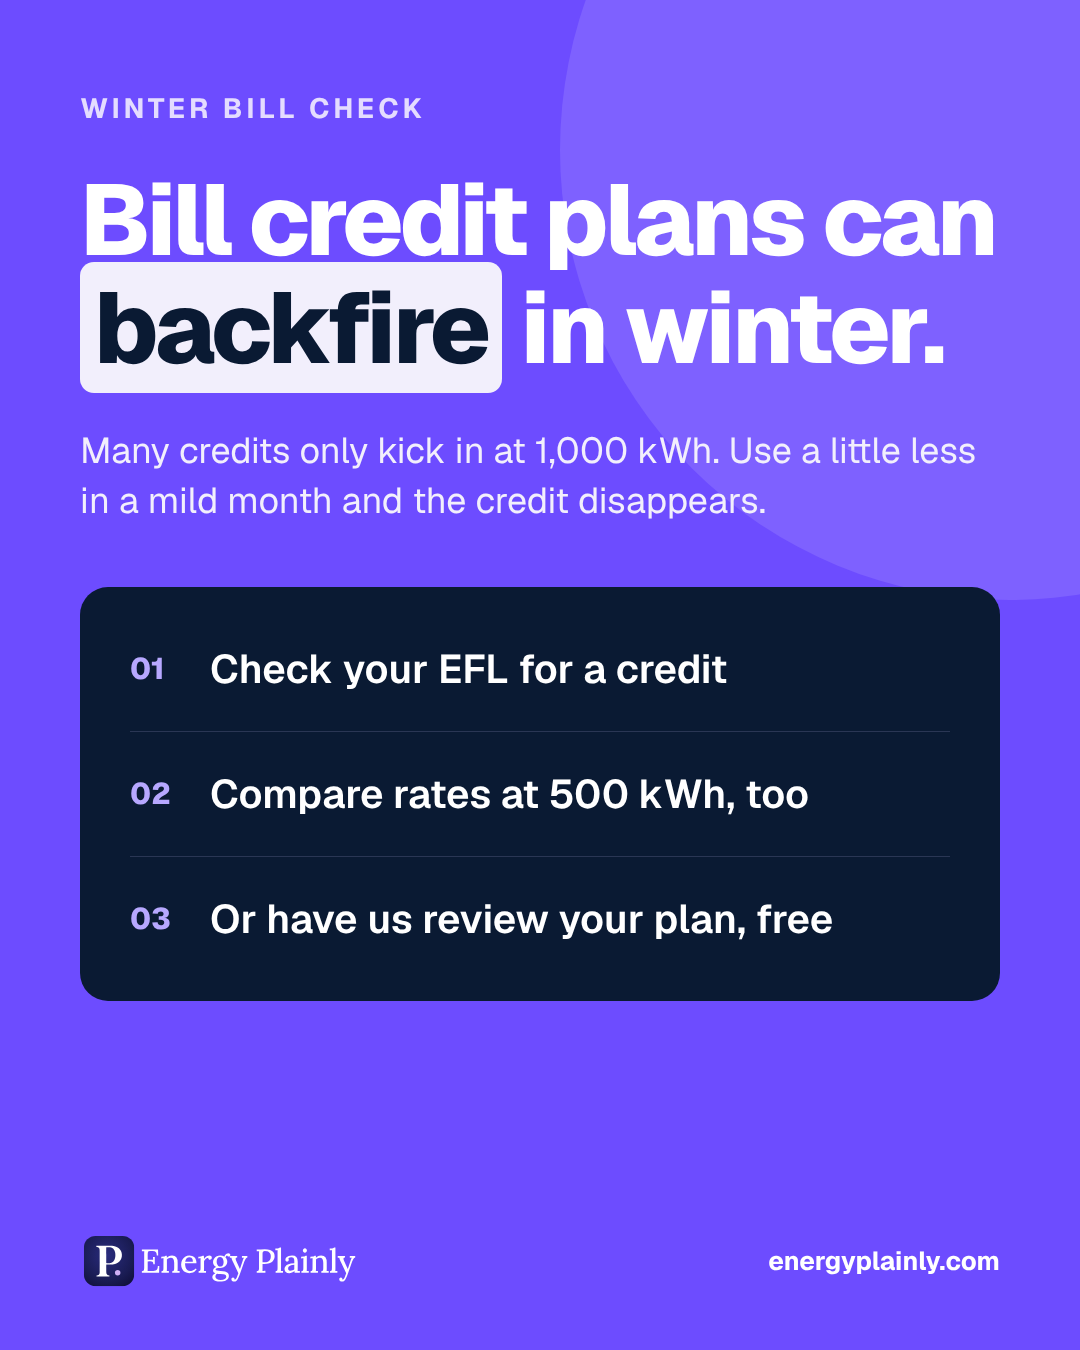 WINTER BILL CHECK
Bill credit plans can
backfire in winter.
Many credits only kick in at 1,000 kWh. Use a little less
in a mild month and the credit disappears.
01 Check your EFL for a credit
02 Compare rates at 500 kWh, too
03 Or have us review your plan, free
P. Energy Plainly
energyplainly.com